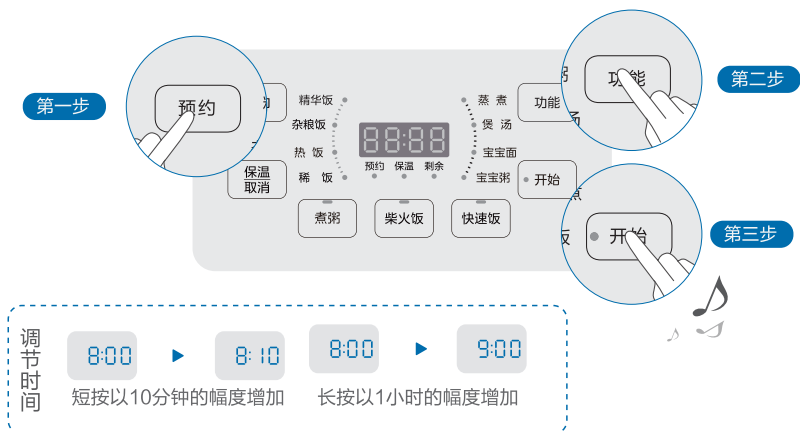 第一步
预约
第二步
功能
第三步
开始
精华饭
杂粮饭
热 饭
稀 饭
保温
取消
88:88
预约 保温 剩余
蒸 煮
煲 汤
宝宝面
宝宝粥
功能
开始
煮粥
柴火饭
快速饭
调节时间
8:00
8:10
短按以10分钟的幅度增加
8:00
9:00
长按以1小时的幅度增加